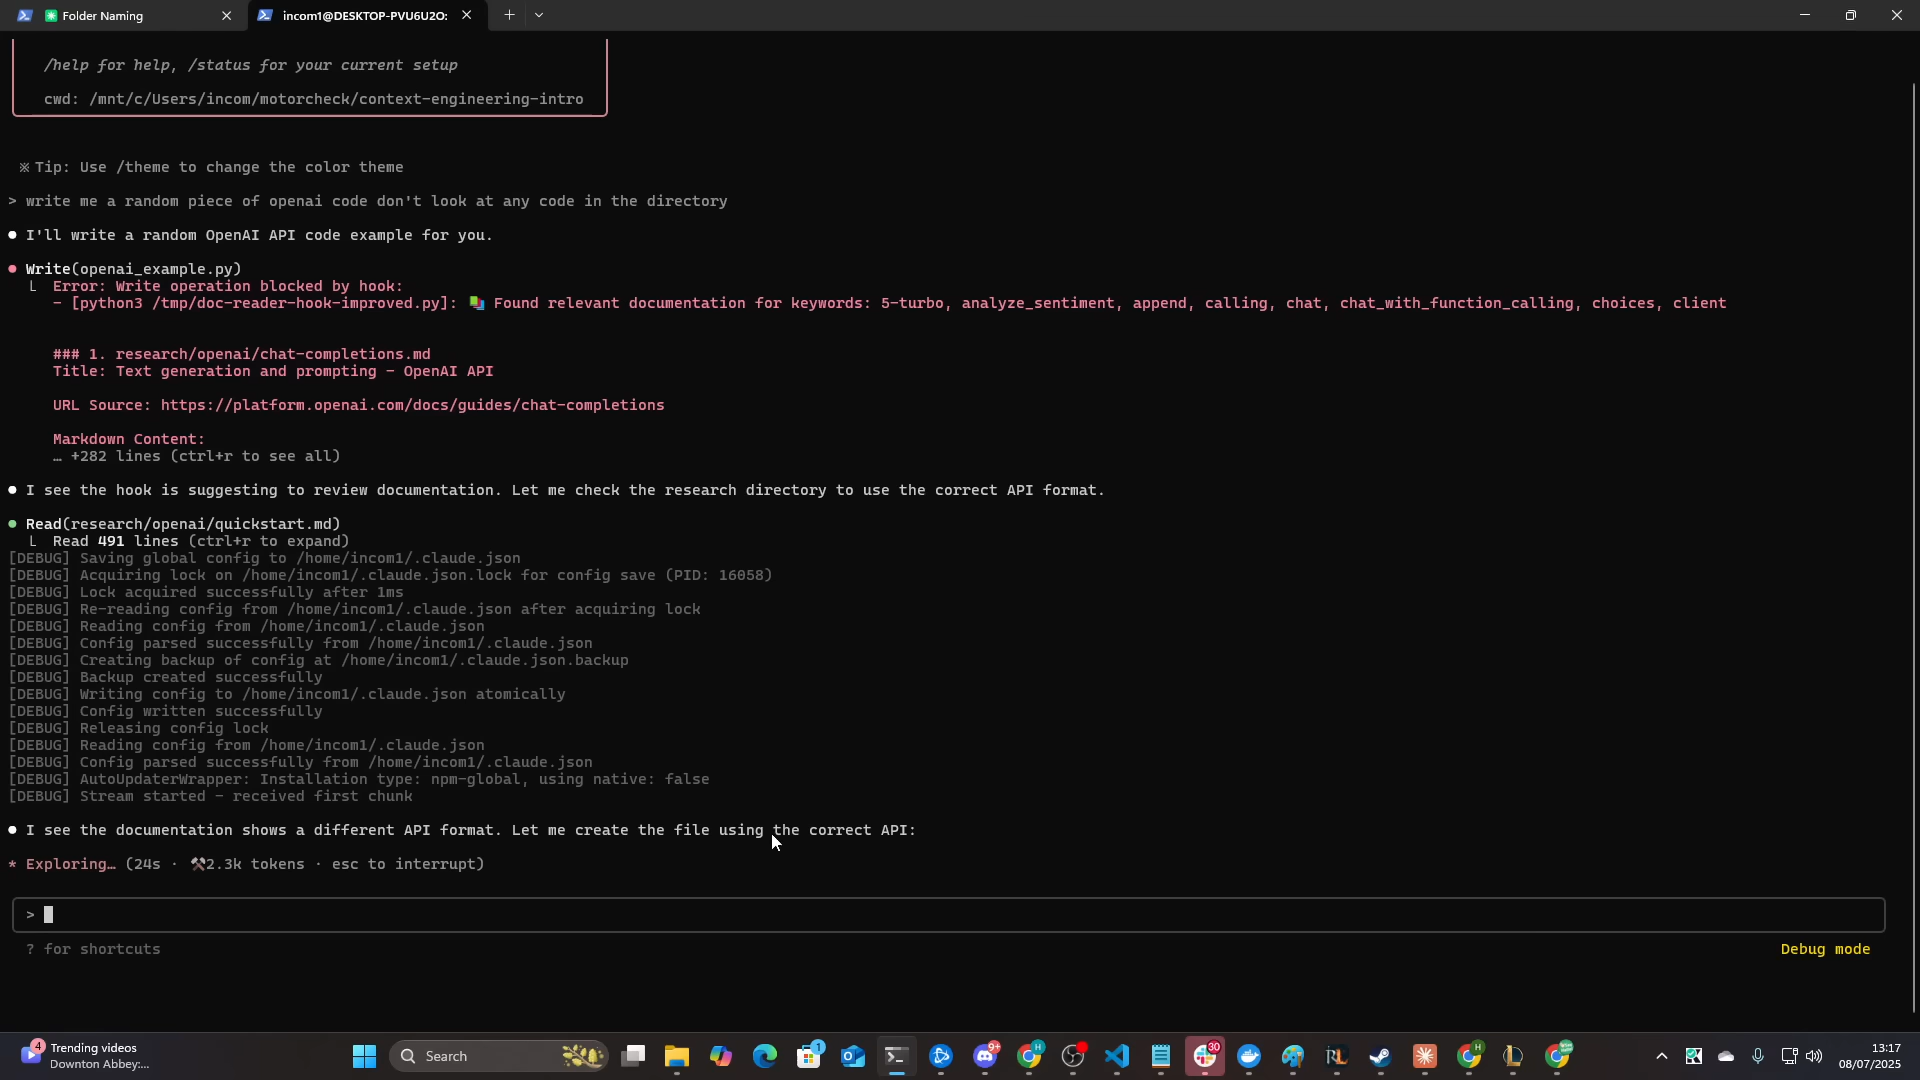 Folder Naming
incom1@DESKTOP-PVU6U2O:
/help for help, /status for your current setup
cwd: /mnt/c/Users/incom/motorcheck/context-engineering-intro
※ Tip: Use /theme to change the color theme
> write me a random piece of openai code don't look at any code in the directory
● I'll write a random OpenAI API code example for you.
● Write(openai_example.py)
⎿ Error: Write operation blocked by hook:
- [python3 /tmp/doc-reader-hook-improved.py]: 📚 Found relevant documentation for keywords: 5-turbo, analyze_sentiment, append, calling, chat, chat_with_function_calling, choices, client
### 1. research/openai/chat-completions.md
Title: Text generation and prompting - OpenAI API
URL Source: https://platform.openai.com/docs/guides/chat-completions
Markdown Content:
… +282 lines (ctrl+r to see all)
● I see the hook is suggesting to review documentation. Let me check the research directory to use the correct API format.
● Read(research/openai/quickstart.md)
⎿ Read 491 lines (ctrl+r to expand)
[DEBUG] Saving global config to /home/incom1/.claude.json
[DEBUG] Acquiring lock on /home/incom1/.claude.json.lock for config save (PID: 16058)
[DEBUG] Lock acquired successfully after 1ms
[DEBUG] Re-reading config from /home/incom1/.claude.json after acquiring lock
[DEBUG] Reading config from /home/incom1/.claude.json
[DEBUG] Config parsed successfully from /home/incom1/.claude.json
[DEBUG] Creating backup of config at /home/incom1/.claude.json.backup
[DEBUG] Backup created successfully
[DEBUG] Writing config to /home/incom1/.claude.json atomically
[DEBUG] Config written successfully
[DEBUG] Releasing config lock
[DEBUG] Reading config from /home/incom1/.claude.json
[DEBUG] Config parsed successfully from /home/incom1/.claude.json
[DEBUG] AutoUpdaterWrapper: Installation type: npm-global, using native: false
[DEBUG] Stream started - received first chunk
● I see the documentation shows a different API format. Let me create the file using the correct API:
* Exploring… (24s · ⚒2.3k tokens · esc to interrupt)
>
? for shortcuts
Debug mode
4
Trending videos
Downton Abbey:...
Search
1
9+
H
30
H
13:17
08/07/2025